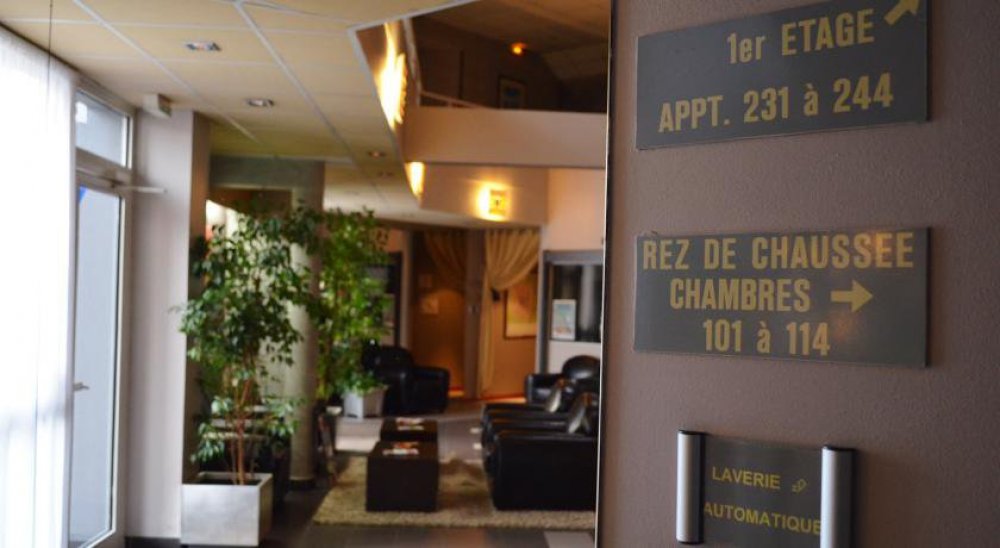 1er ETAGE
APPT. 231 à 244
REZ DE CHAUSSEE
CHAMBRES
101 à 114
LAVERIE
AUTOMATIQUE